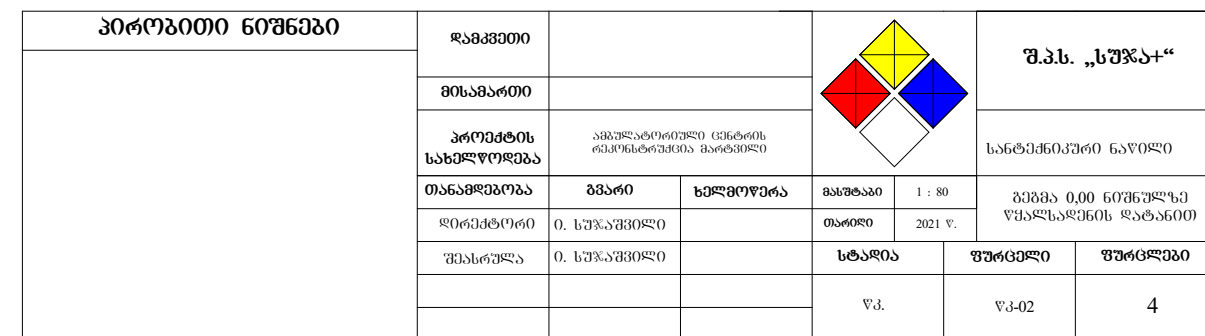 პირობითი ნიშნები
დამკვეთი
შ.პ.ს. „სუჯა+“
მისამართი
პროექტის
სახელწოდება
ამბულატორიული ცენტრის
რეკონსტრუქცია მარტვილი
სანტექნიკური ნაწილი
თანამდებობა
გვარი
ხელმოწერა
მასშტაბი
1 : 80
გეგმა 0,00 ნიშნულზე
წყალსადენის დატანით
დირექტორი
ი. სუჯაშვილი
თარიღი
2021 წ.
შეასრულა
ი. სუჯაშვილი
სტადია
ფურცელი
ფურცლები
წკ.
წკ-02
4